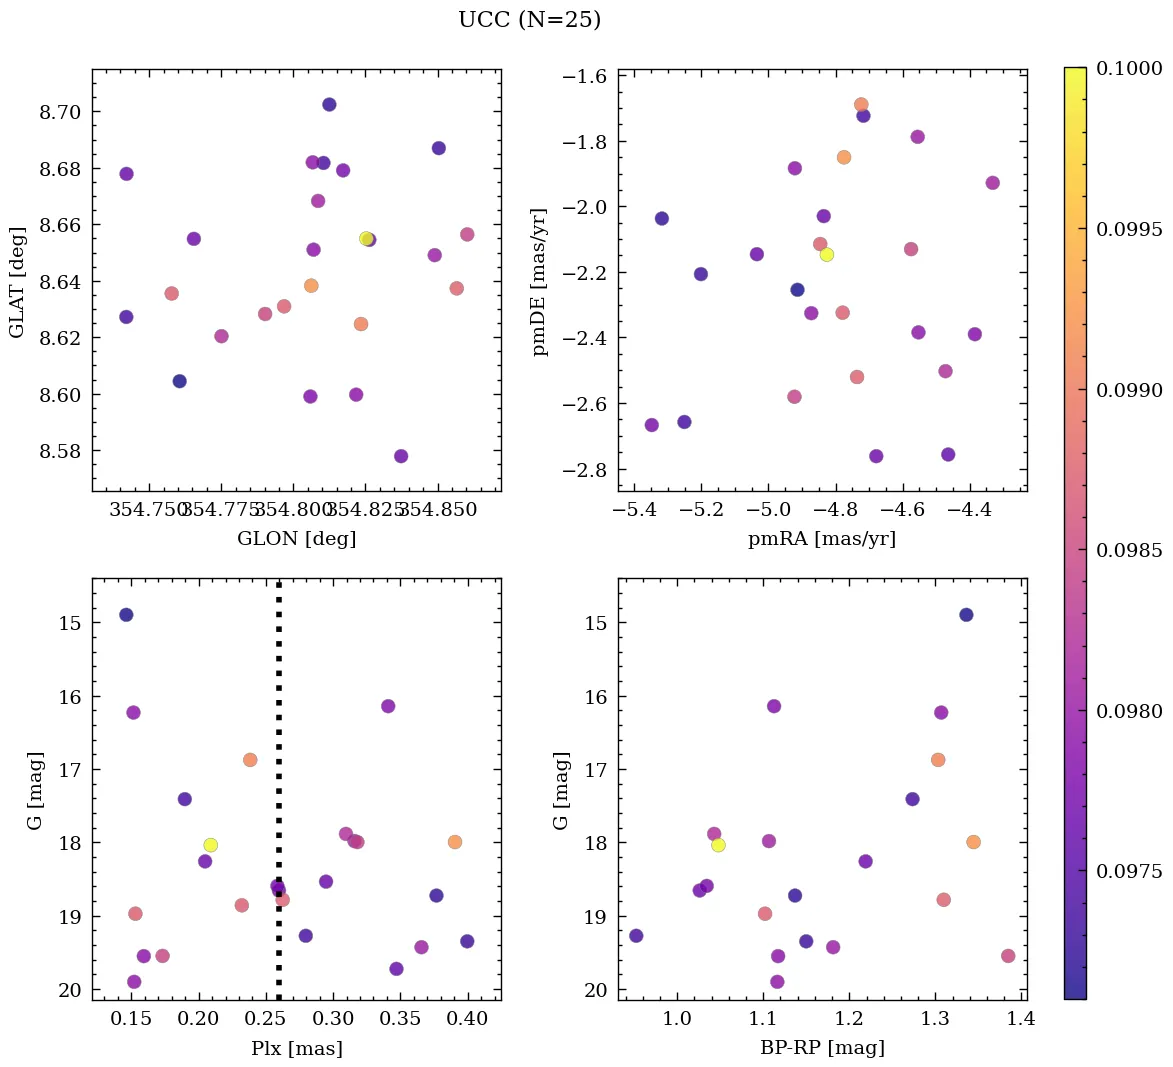 UCC (N=25)
8.70
8.68
8.66
8.64
8.62
8.60
8.58
GLAT [deg]
354.750 354.775 354.800 354.825 354.850
GLON [deg]
−1.6
−1.8
−2.0
−2.2
−2.4
−2.6
−2.8
pmDE [mas/yr]
−5.4 −5.2 −5.0 −4.8 −4.6 −4.4
pmRA [mas/yr]
15
16
17
18
19
20
G [mag]
0.15 0.20 0.25 0.30 0.35 0.40
Plx [mas]
15
16
17
18
19
20
G [mag]
1.0 1.1 1.2 1.3 1.4
BP-RP [mag]
0.1000
0.0995
0.0990
0.0985
0.0980
0.0975